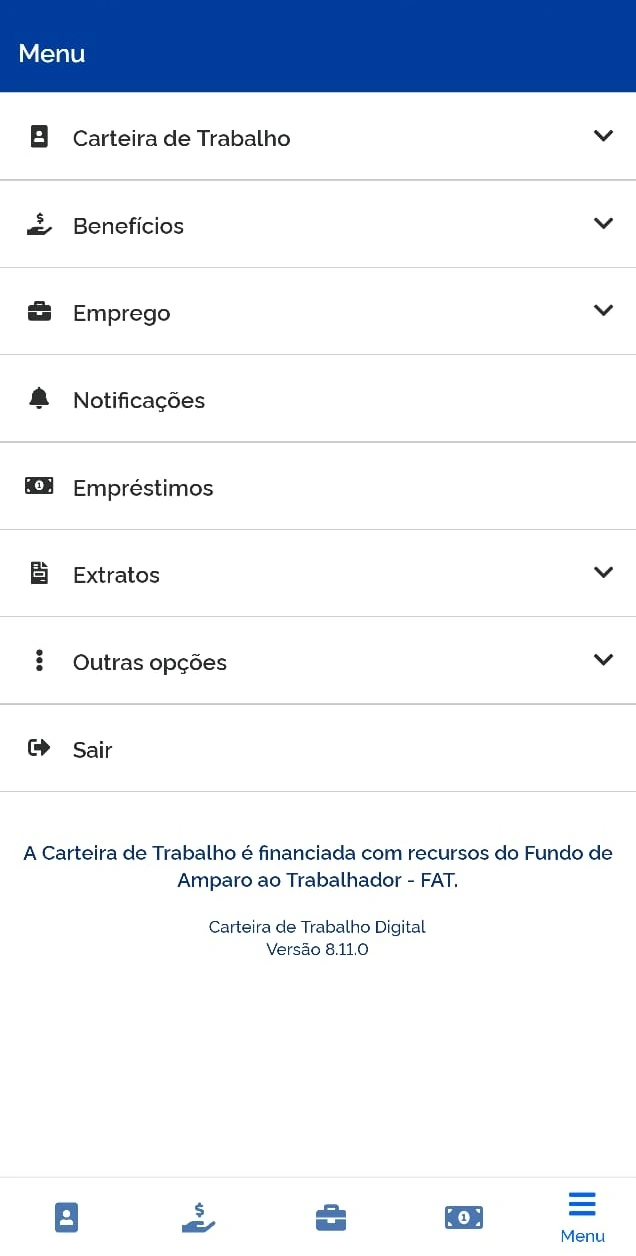 Menu
Carteira de Trabalho
Benefícios
Emprego
Notificações
Empréstimos
Extratos
Outras opções
Sair
A Carteira de Trabalho é financiada com recursos do Fundo de
Amparo ao Trabalhador - FAT.
Carteira de Trabalho Digital
Versão 8.11.0
Menu